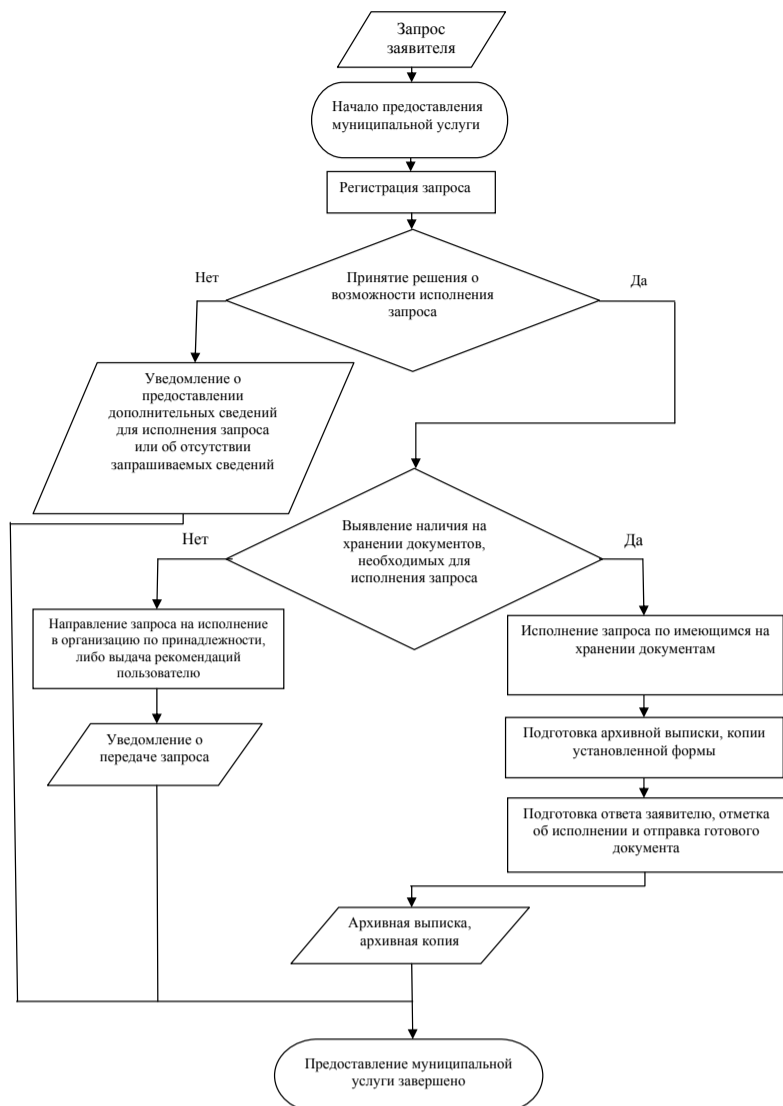 Запрос
заявителя
Начало предоставления
муниципальной услуги
Регистрация запроса
Нет
Принятие решения о
возможности исполнения
запроса
Да
Уведомление о
предоставлении
дополнительных сведений
для исполнения запроса
или об отсутствии
запрашиваемых сведений
Нет
Выявление наличия на
хранении документов,
необходимых для
исполнения запроса
Да
Направление запроса на исполнение
в организацию по принадлежности,
либо выдача рекомендаций
пользователю
Исполнение запроса по имеющимся на
хранении документам
Уведомление о
передаче запроса
Подготовка архивной выписки, копии
установленной формы
Подготовка ответа заявителю, отметка
об исполнении и отправка готового
документа
Архивная выписка,
архивная копия
Предоставление муниципальной
услуги завершено